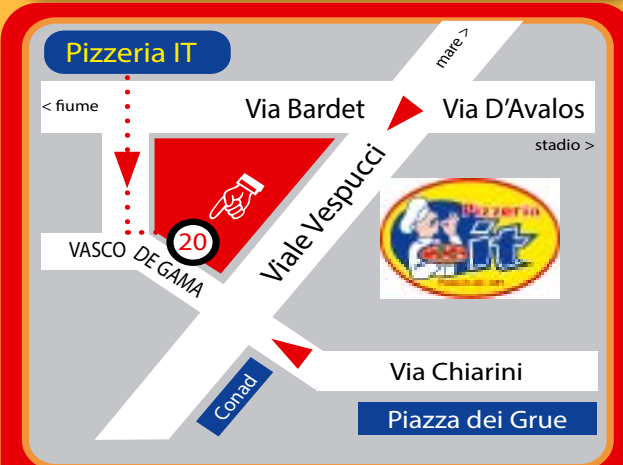 Pizzeria IT
mare >
< fiume
Via Bardet
Via D'Avalos
stadio >
Viale Vespucci
Pizzeria
it
20
VASCO DE GAMA
Via Chiarini
Conad
Piazza dei Grue